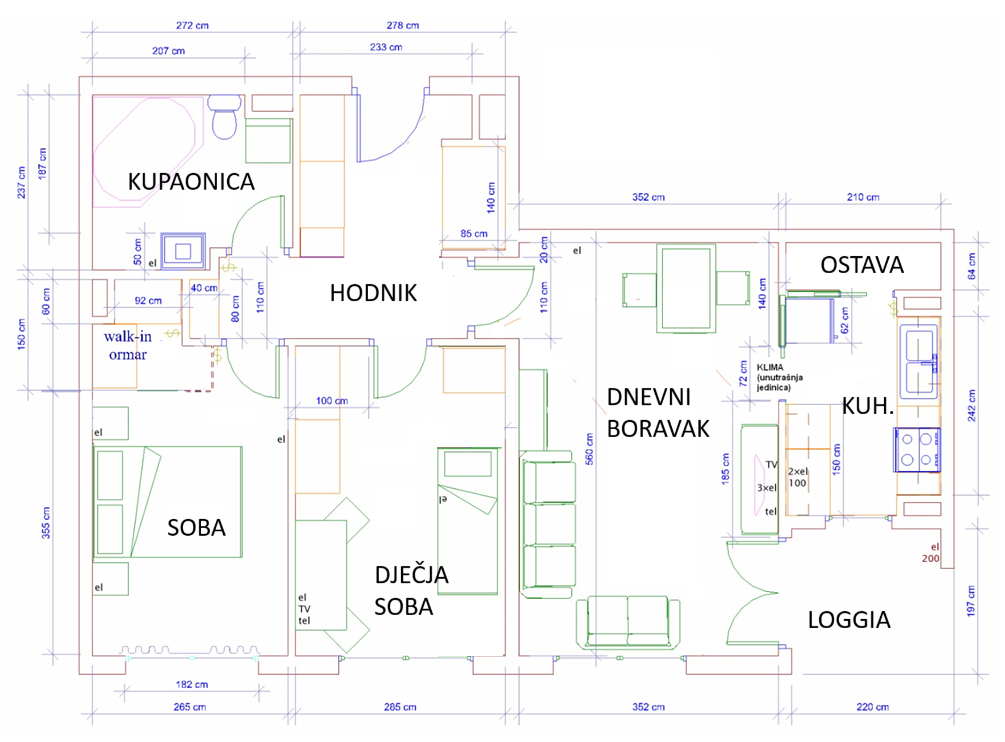 272 cm
278 cm
207 cm
233 cm
237 cm
187 cm
KUPAONICA
140 cm
352 cm
210 cm
85 cm
50 cm
el
20 cm
el
OSTAVA
64 cm
HODNIK
40 cm
92 cm
60 cm
80 cm
110 cm
110 cm
140 cm
62 cm
150 cm
walk-in
ormar
72 cm
KLIMA
(unutrašnja
jedinica)
100 cm
DNEVNI
BORAVAK
KUH.
242 cm
el
el
560 cm
185 cm
TV
3×el
tel
2×el
100
150 cm
el
355 cm
SOBA
DJEČJA
SOBA
el
el
TV
tel
el
200
197 cm
LOGGIA
182 cm
265 cm
285 cm
352 cm
220 cm